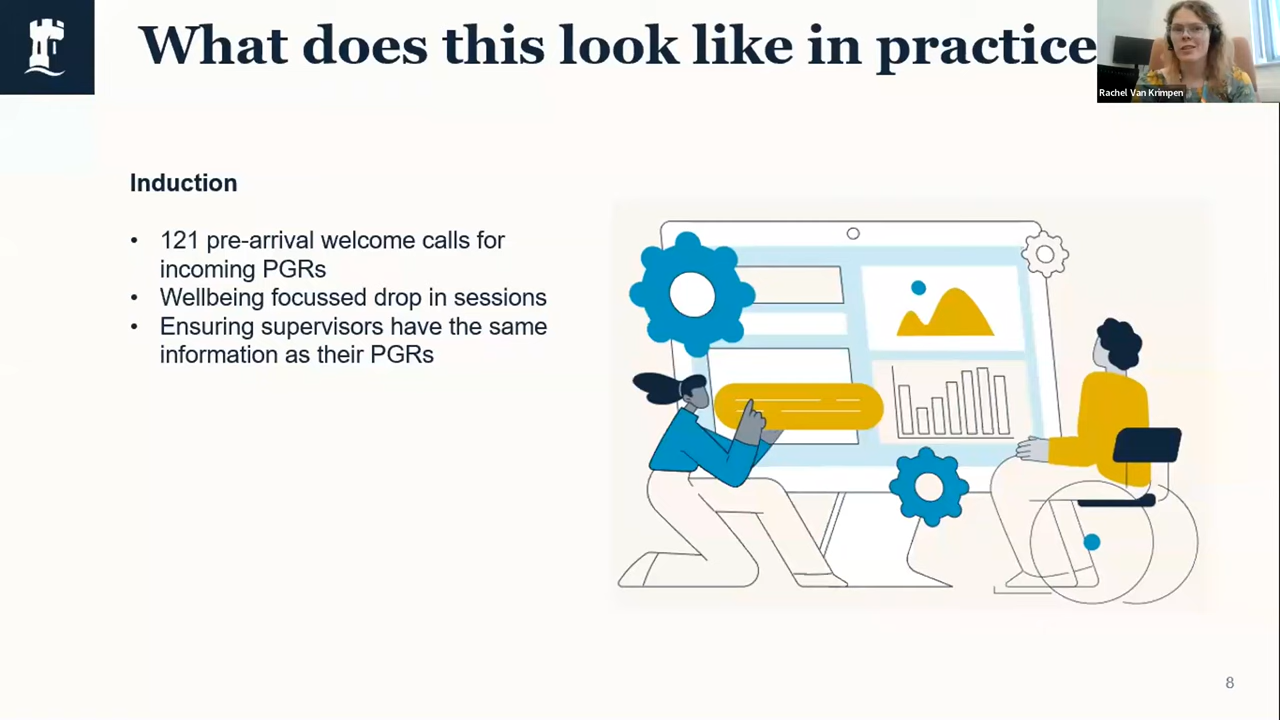 What does this look like in practice
Rachel Van Krimpen
Induction
• 121 pre-arrival welcome calls for
incoming PGRs
• Wellbeing focussed drop in sessions
• Ensuring supervisors have the same
information as their PGRs
8